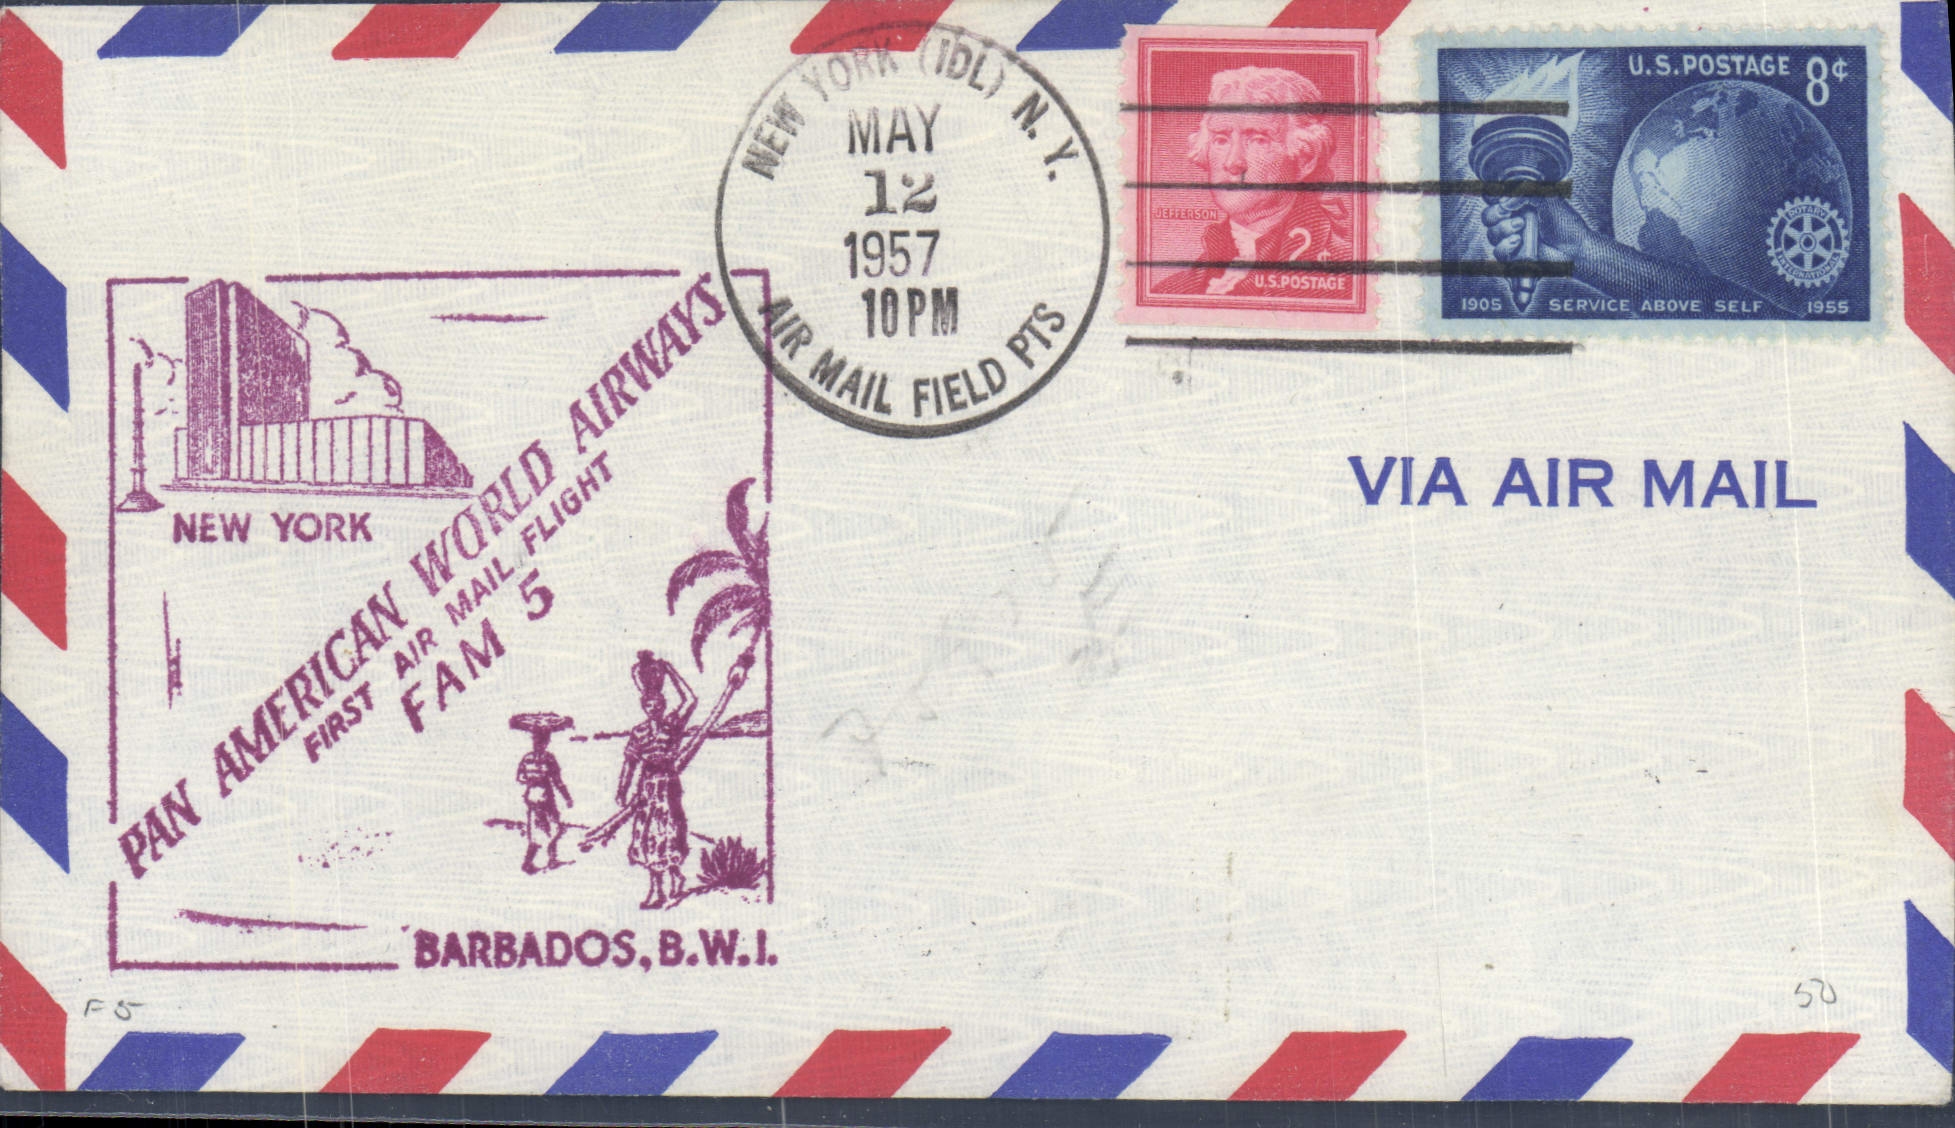 NEW YORK (IDL) N.Y.
MAY
12
1957
10 PM
AIR MAIL FIELD PTS
JEFFERSON
2¢
U.S.POSTAGE
U.S.POSTAGE 8¢
ROTARY
INTERNATIONAL
1905 SERVICE ABOVE SELF 1955
VIA AIR MAIL
NEW YORK
PAN AMERICAN WORLD AIRWAYS
FIRST AIR MAIL FLIGHT
FAM 5
BARBADOS, B.W.I.
F5
50